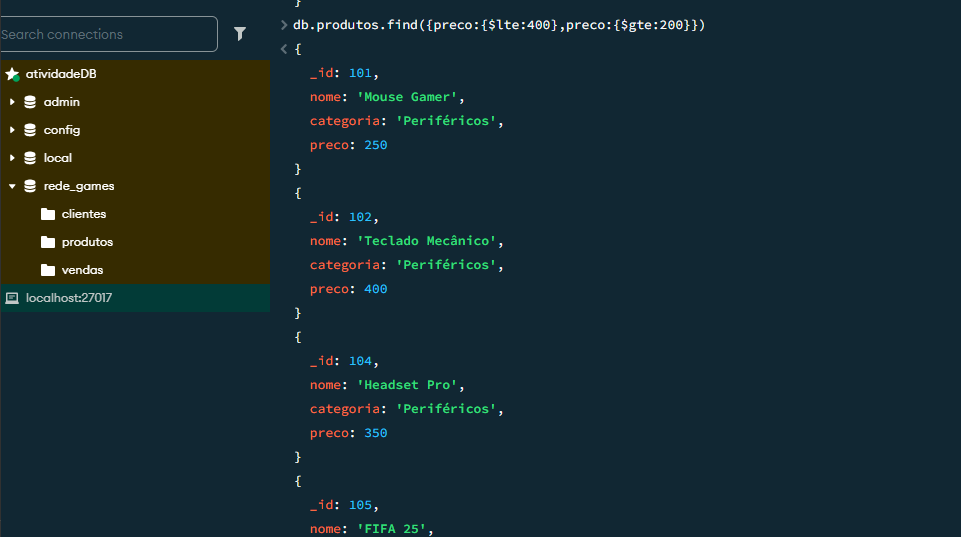 }
Search connections
atividadeDB
admin
config
local
rede_games
clientes
produtos
vendas
localhost:27017
db.produtos.find({preco:{$lte:400},preco:{$gte:200}})
{
_id: 101,
nome: 'Mouse Gamer',
categoria: 'Periféricos',
preco: 250
}
{
_id: 102,
nome: 'Teclado Mecânico',
categoria: 'Periféricos',
preco: 400
}
{
_id: 104,
nome: 'Headset Pro',
categoria: 'Periféricos',
preco: 350
}
{
_id: 105,
nome: 'FIFA 25',